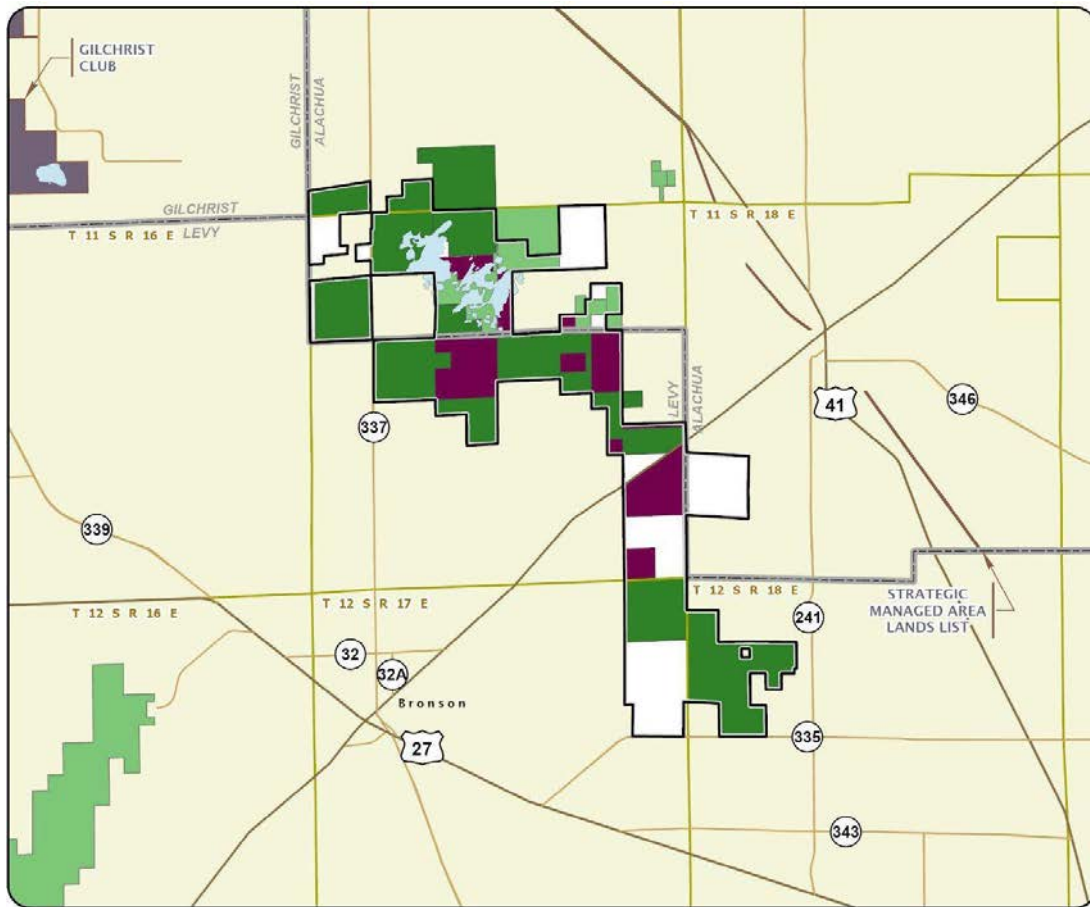 GILCHRIST
CLUB
GILCHRIST
ALACHUA
GILCHRIST
LEVY
T 11 S R 16 E
T 11 S R 18 E
337
LEVY
ALACHUA
41
346
339
T 12 S R 16 E
T 12 S R 17 E
T 12 S R 18 E
STRATEGIC
MANAGED AREA
LANDS LIST
241
32
32A
Bronson
27
335
343